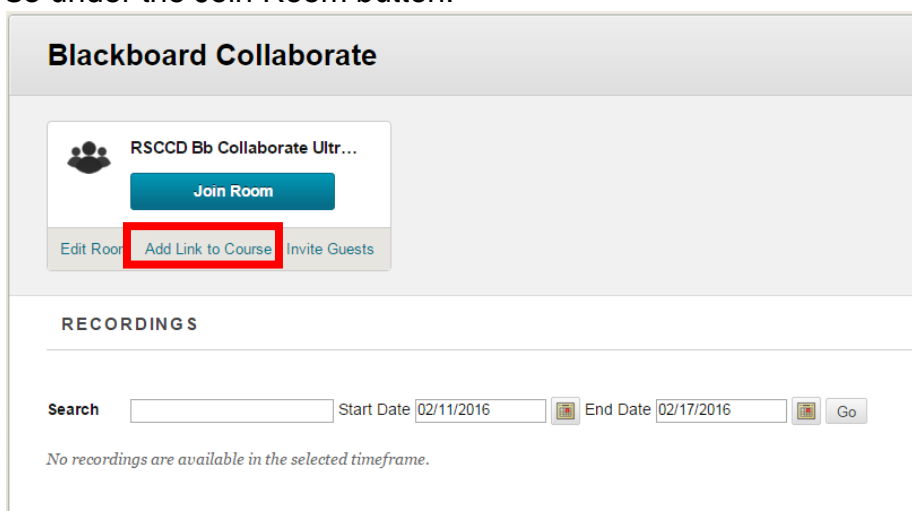 Blackboard Collaborate
RSCCD Bb Collaborate Ultr...
Join Room
Edit Room Add Link to Course Invite Guests
RECORDINGS
Search Start Date 02/11/2016 End Date 02/17/2016 Go
No recordings are available in the selected timeframe.